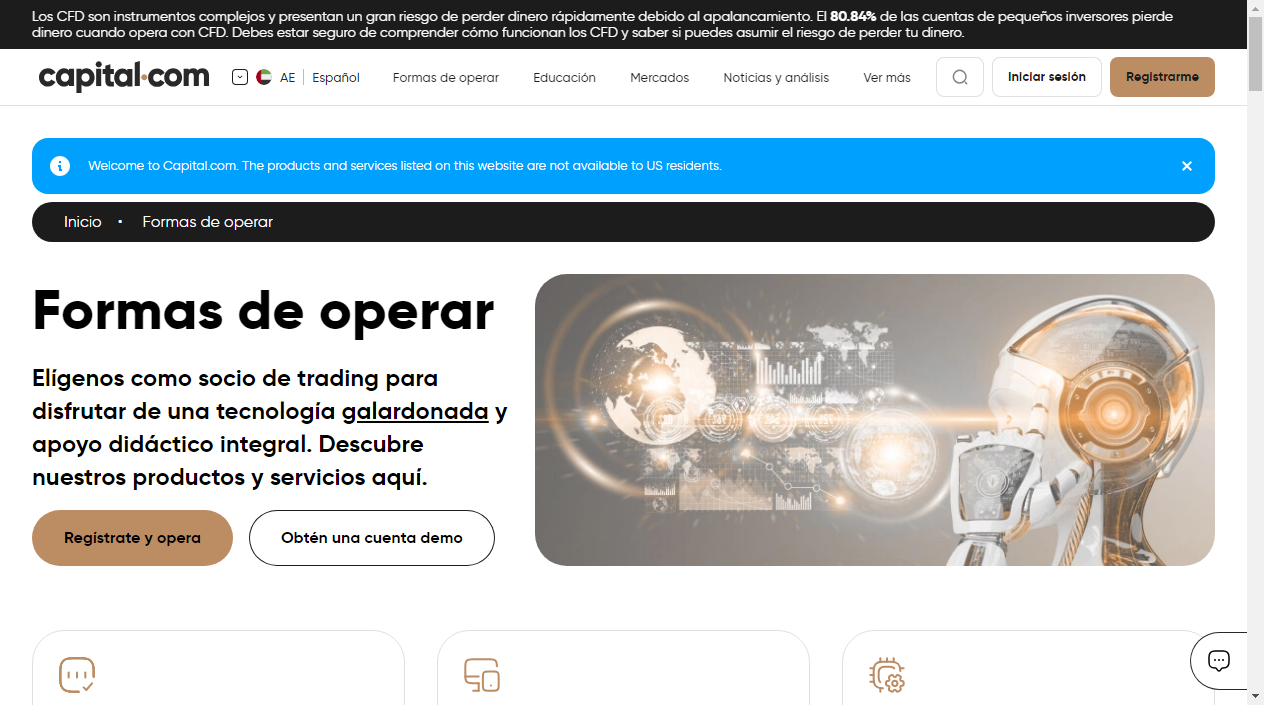 Los CFD son instrumentos complejos y presentan un gran riesgo de perder dinero rápidamente debido al apalancamiento. El 80.84% de las cuentas de pequeños inversores pierde
dinero cuando opera con CFD. Debes estar seguro de comprender cómo funcionan los CFD y saber si puedes asumir el riesgo de perder tu dinero.
capital.com AE Español Formas de operar Educación Mercados Noticias y análisis Ver más Iniciar sesión Registrarme
Welcome to Capital.com. The products and services listed on this website are not available to US residents.
Inicio • Formas de operar
Formas de operar
Elígenos como socio de trading para
disfrutar de una tecnología galardonada y
apoyo didáctico integral. Descubre
nuestros productos y servicios aquí.
Regístrate y opera Obtén una cuenta demo